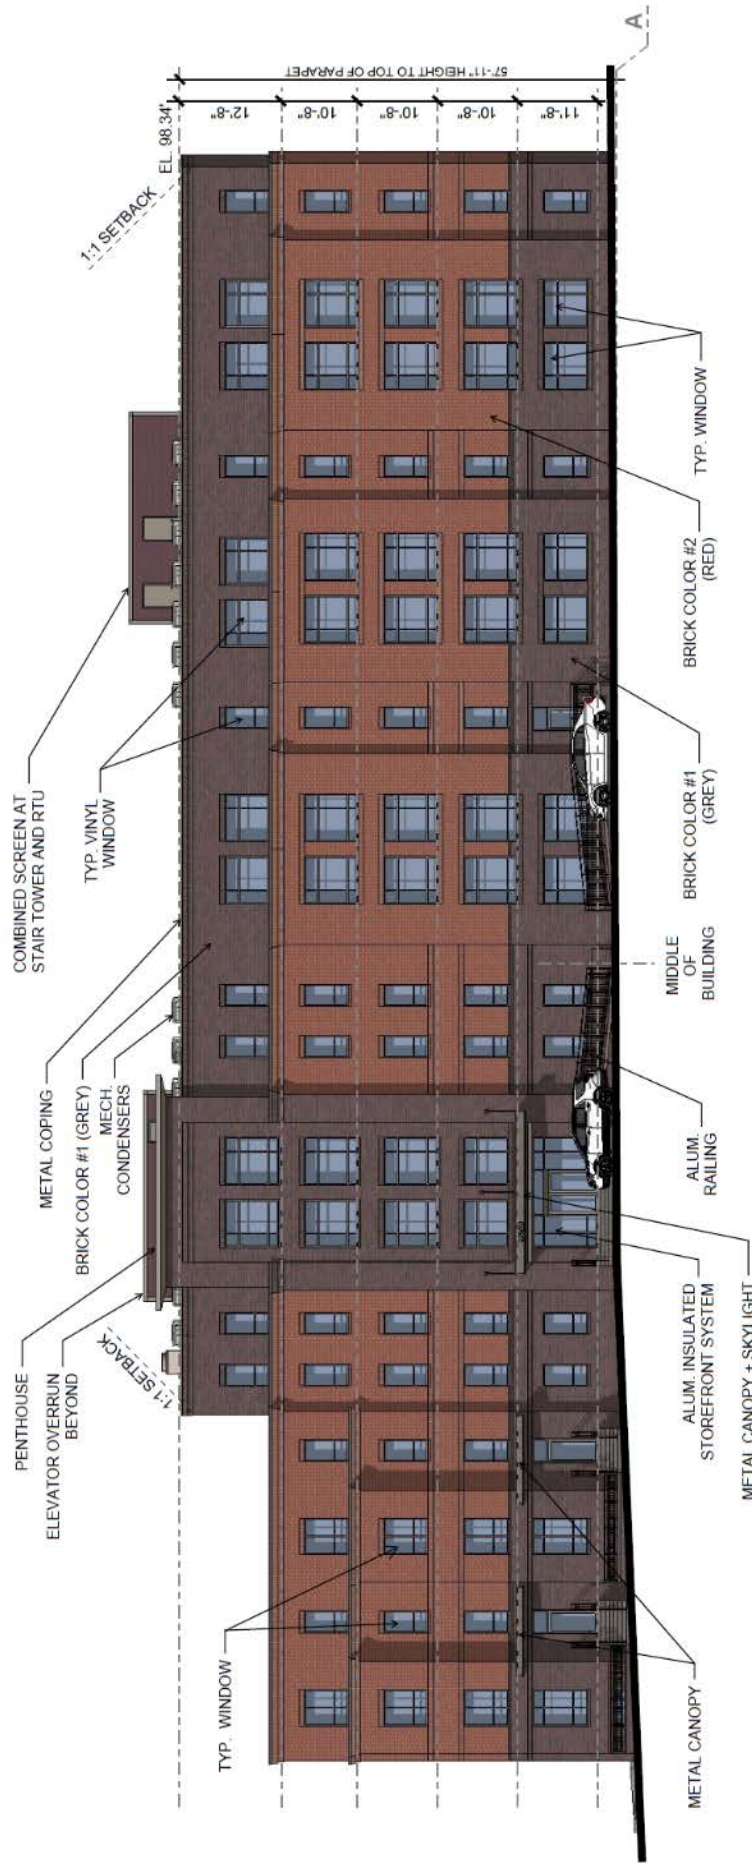 PENTHOUSE
ELEVATOR OVERRUN
BEYOND
1:1 SETBACK
METAL COPING
BRICK COLOR #1 (GREY)
MECH.
CONDENSERS
COMBINED SCREEN AT
STAIR TOWER AND RTU
TYP. VINYL
WINDOW
1:1 SETBACK
EL. 98.34'
12'-8"
10'-8"
10'-8"
10'-8"
11'-8"
57'-11" HEIGHT TO TOP OF PARAPET
A
TYP. WINDOW
METAL CANOPY
ALUM. INSULATED
STOREFRONT SYSTEM
METAL CANOPY + SKYLIGHT
ALUM.
RAILING
MIDDLE
OF
BUILDING
BRICK COLOR #1
(GREY)
BRICK COLOR #2
(RED)
TYP. WINDOW